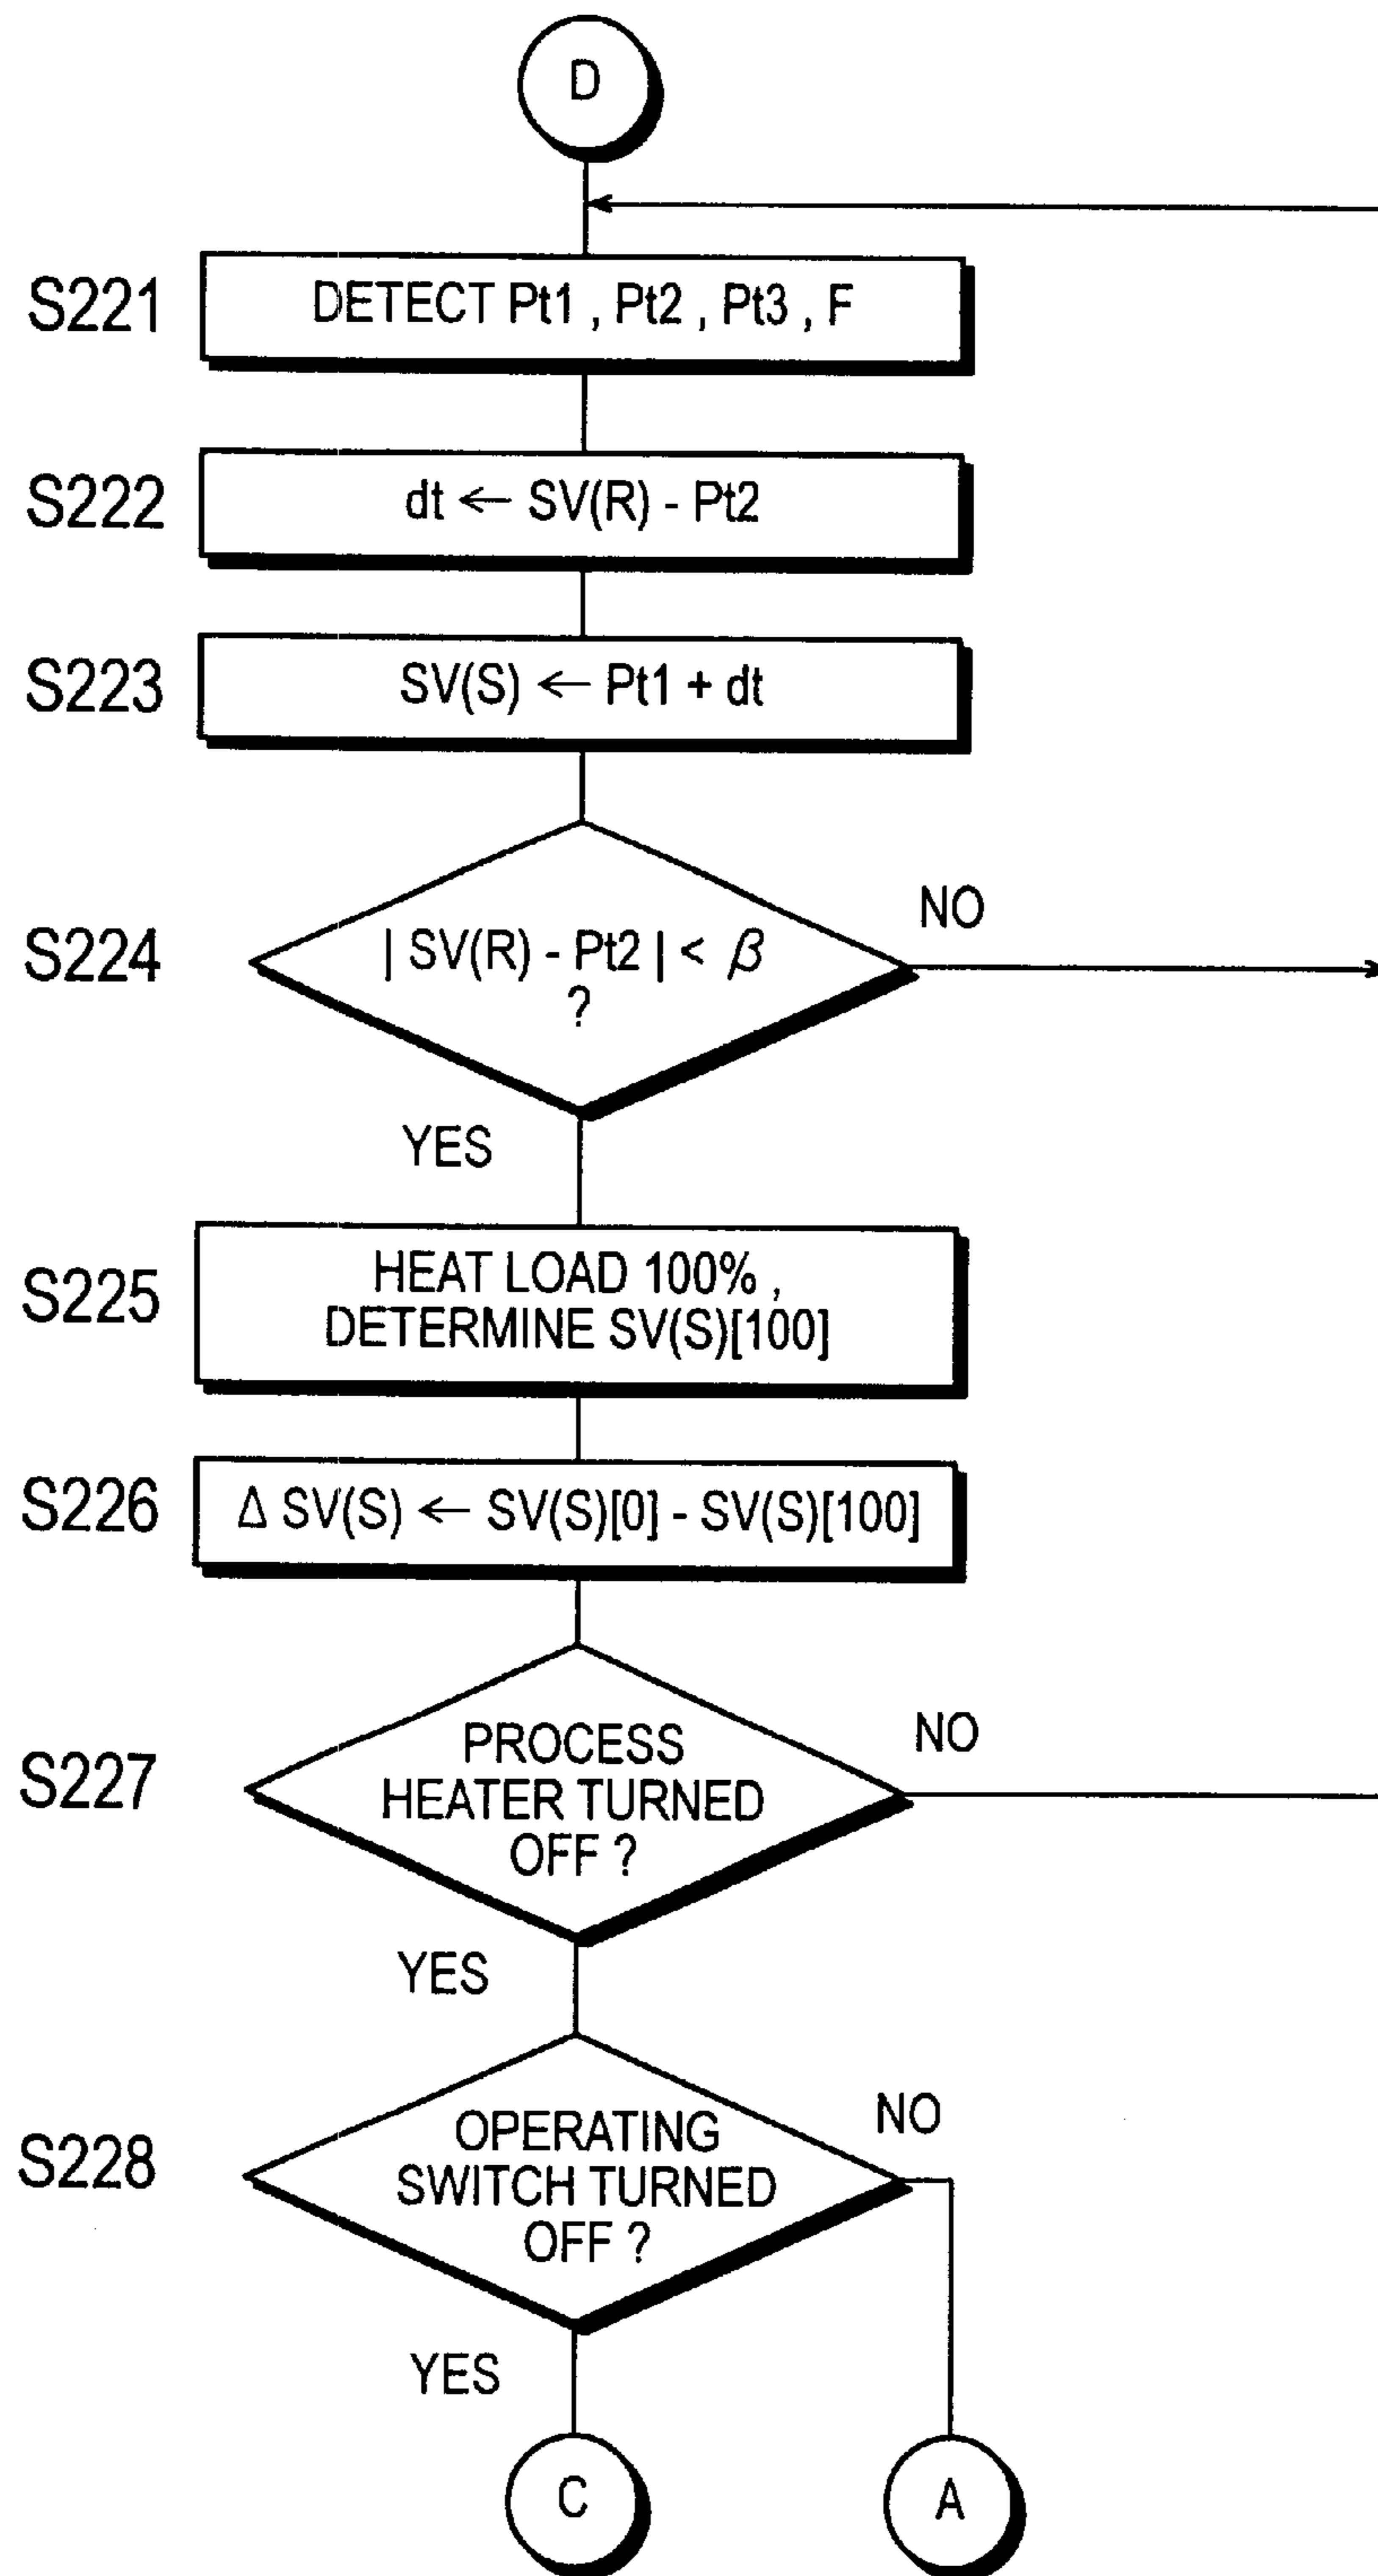 D
S221
DETECT Pt1 , Pt2 , Pt3 , F
S222
dt ← SV(R) - Pt2
S223
SV(S) ← Pt1 + dt
S224
| SV(R) - Pt2 | < β
?
NO
YES
S225
HEAT LOAD 100% ,
DETERMINE SV(S)[100]
S226
Δ SV(S) ← SV(S)[0] - SV(S)[100]
S227
PROCESS
HEATER TURNED
OFF ?
NO
YES
S228
OPERATING
SWITCH TURNED
OFF ?
NO
YES
C
A